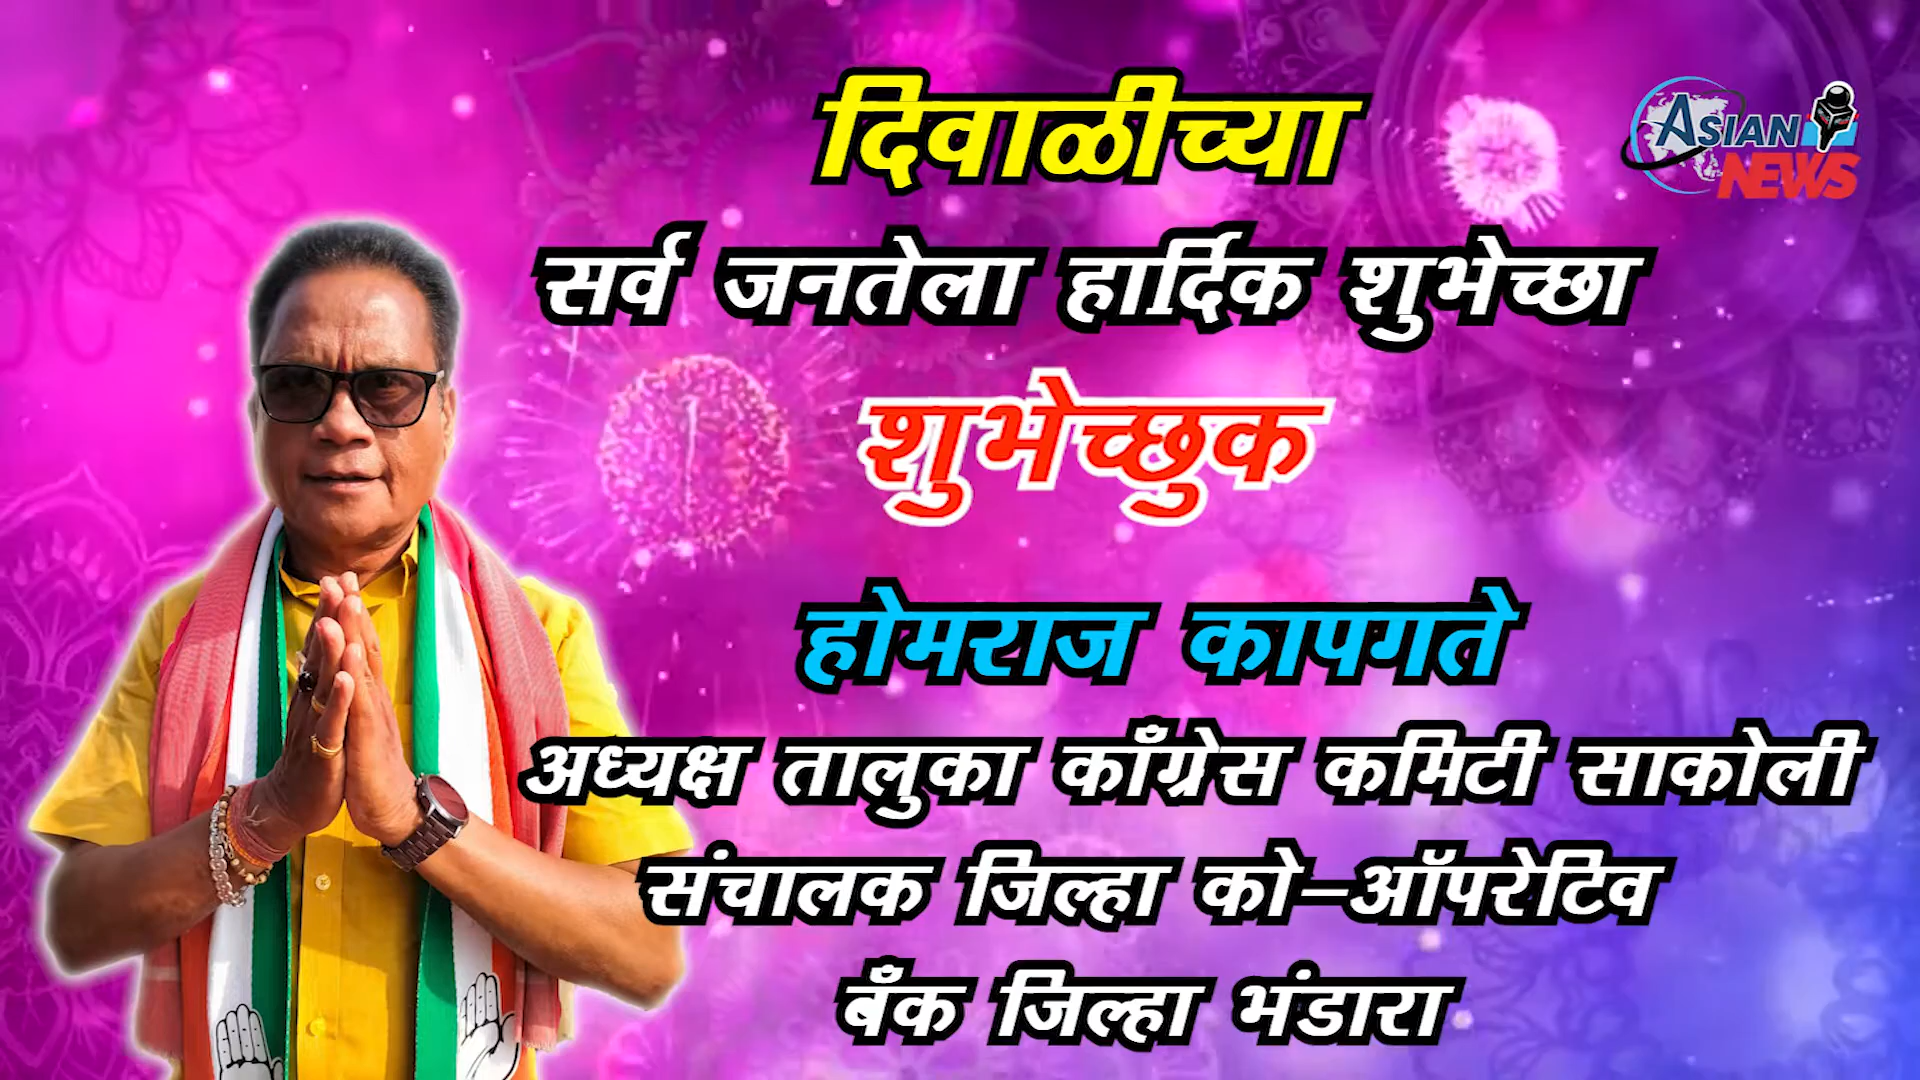 दिवाळीच्या
ASIAN
NEWS
सर्व जनतेला हार्दिक शुभेच्छा
शुभेच्छुक
होमराज कापगते
अध्यक्ष तालुका काँग्रेस कमिटी साकोली
संचालक जिल्हा को-ऑपरेटिव
बँक जिल्हा भंडारा